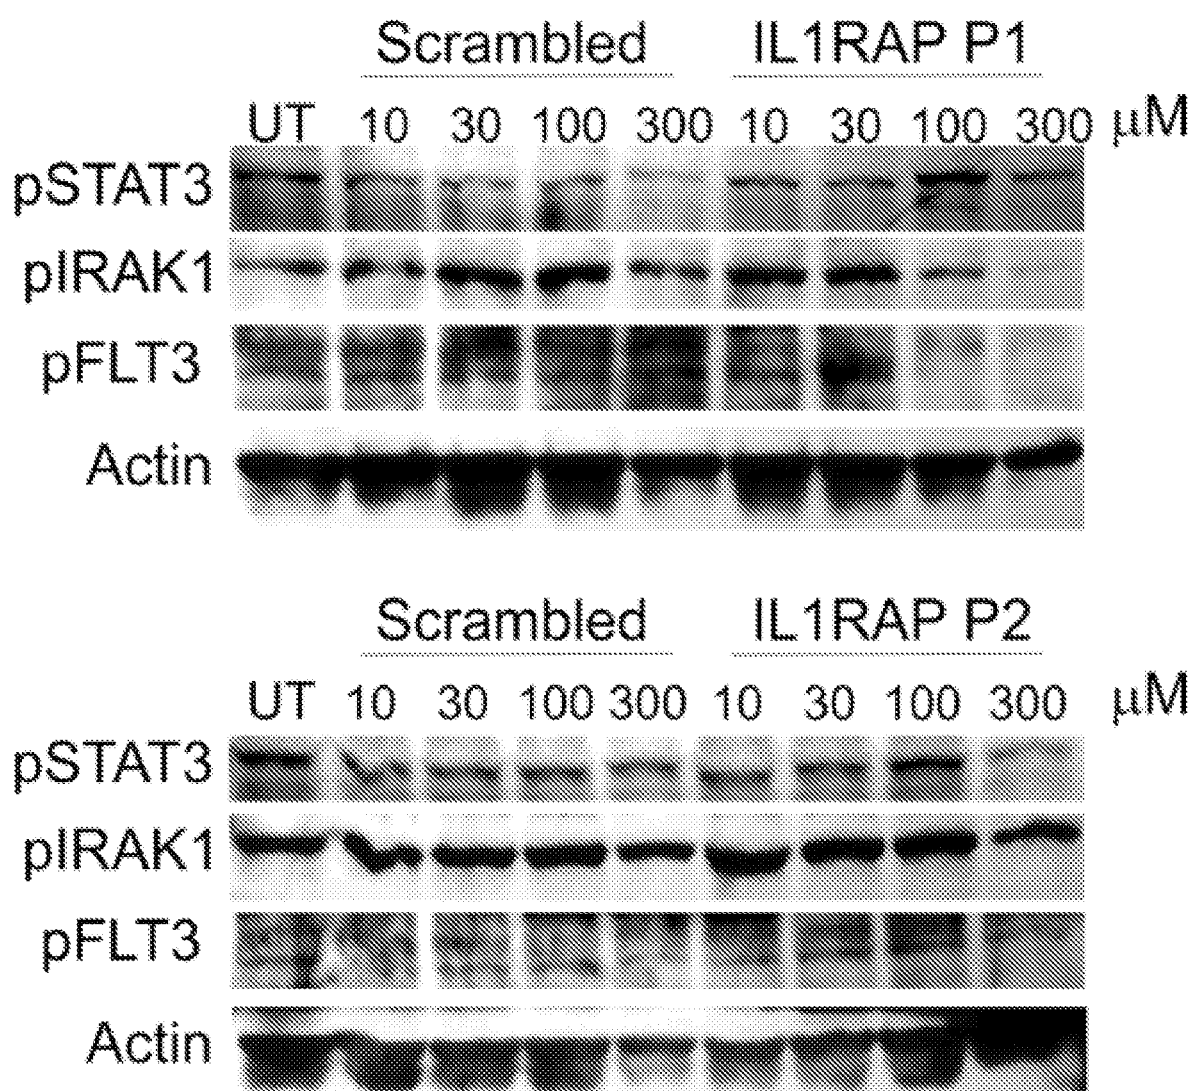 Scrambled IL1RAP P1
UT 10 30 100 300 10 30 100 300 μM
pSTAT3
pIRAK1
pFLT3
Actin
Scrambled IL1RAP P2
UT 10 30 100 300 10 30 100 300 μM
pSTAT3
pIRAK1
pFLT3
Actin